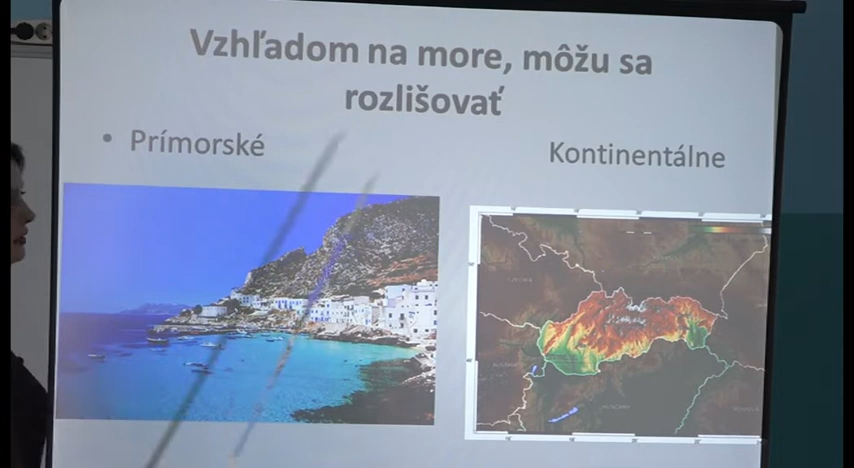 Vzhľadom na more, môžu sa
rozlišovať
• Prímorské
Kontinentálne